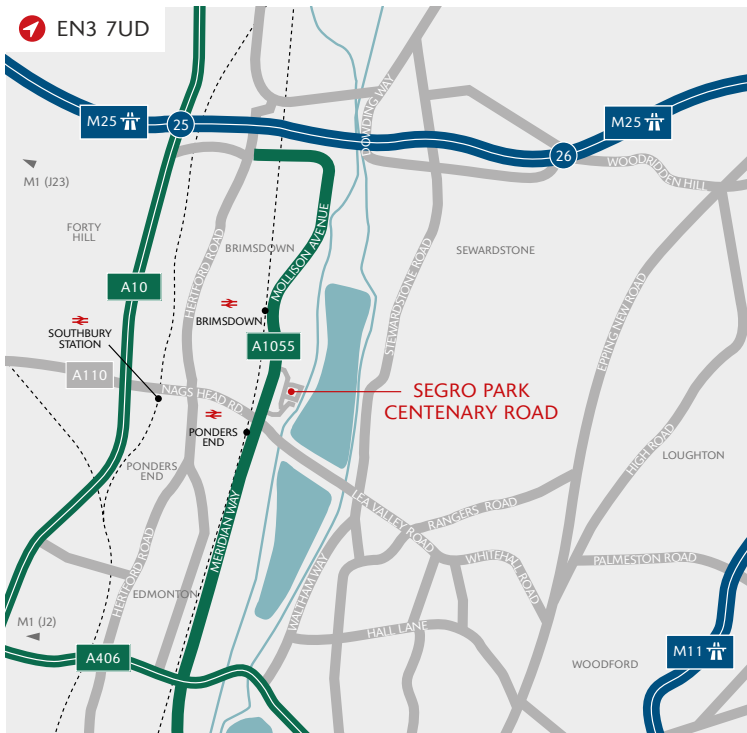 EN3 7UD
M25
25
M25
26
DOWDING WAY
WOODRIDDEN HILL
M1 (J23)
FORTY
HILL
HERTFORD ROAD
BRIMSDOWN
MOLLISON AVENUE
SEWARDSTONE
STEWARDSTONE ROAD
EPPING NEW ROAD
A10
SOUTHBURY
STATION
BRIMSDOWN
A1055
A110
NAGS HEAD RD
SEGRO PARK
CENTENARY ROAD
PONDERS
END
HIGH ROAD
LOUGHTON
PONDERS
END
MERIDIAN WAY
LEA VALLEY ROAD
RANGERS ROAD
WHITEHALL ROAD
PALMESTON ROAD
HERTFORD ROAD
EDMONTON
WALTHAM WAY
HALL LANE
M1 (J2)
A406
WOODFORD
M11